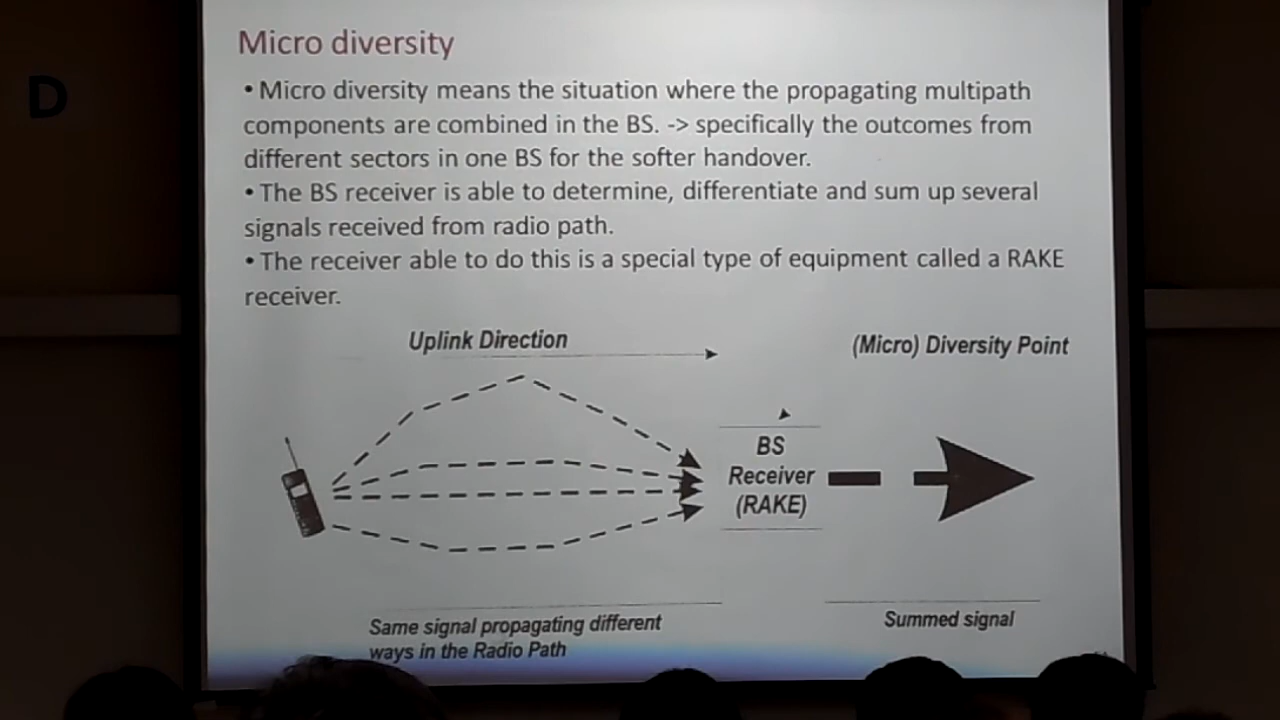 D
Micro diversity
• Micro diversity means the situation where the propagating multipath
components are combined in the BS. -> specifically the outcomes from
different sectors in one BS for the softer handover.
• The BS receiver is able to determine, differentiate and sum up several
signals received from radio path.
• The receiver able to do this is a special type of equipment called a RAKE
receiver.
Uplink Direction
(Micro) Diversity Point
BS
Receiver
(RAKE)
Same signal propagating different
ways in the Radio Path
Summed signal